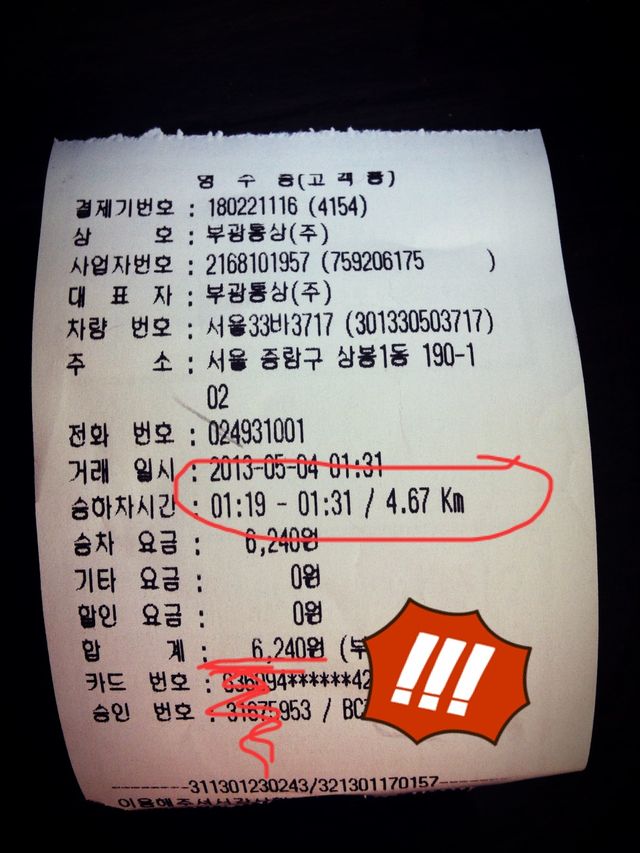 영 수 증(고 객 용)
결제기번호 : 180221116 (4154)
상 호 : 부광통상(주)
사업자번호 : 2168101957 (759206175 )
대 표 자 : 부광통상(주)
차량 번호 : 서울33바3717 (301330503717)
주 소 : 서울 중랑구 상봉1동 190-1
02
전화 번호 : 024931001
거래 일시 : 2013-05-04 01:31
승하차시간 : 01:19 - 01:31 / 4.67 Km
승차 요금 : 6,240원
기타 요금 : 0원
할인 요금 : 0원
합 계 : 6,240원 (부
카드 번호 :
승인 번호 : 31675953 / BC
!!!
311301230243/321301170157